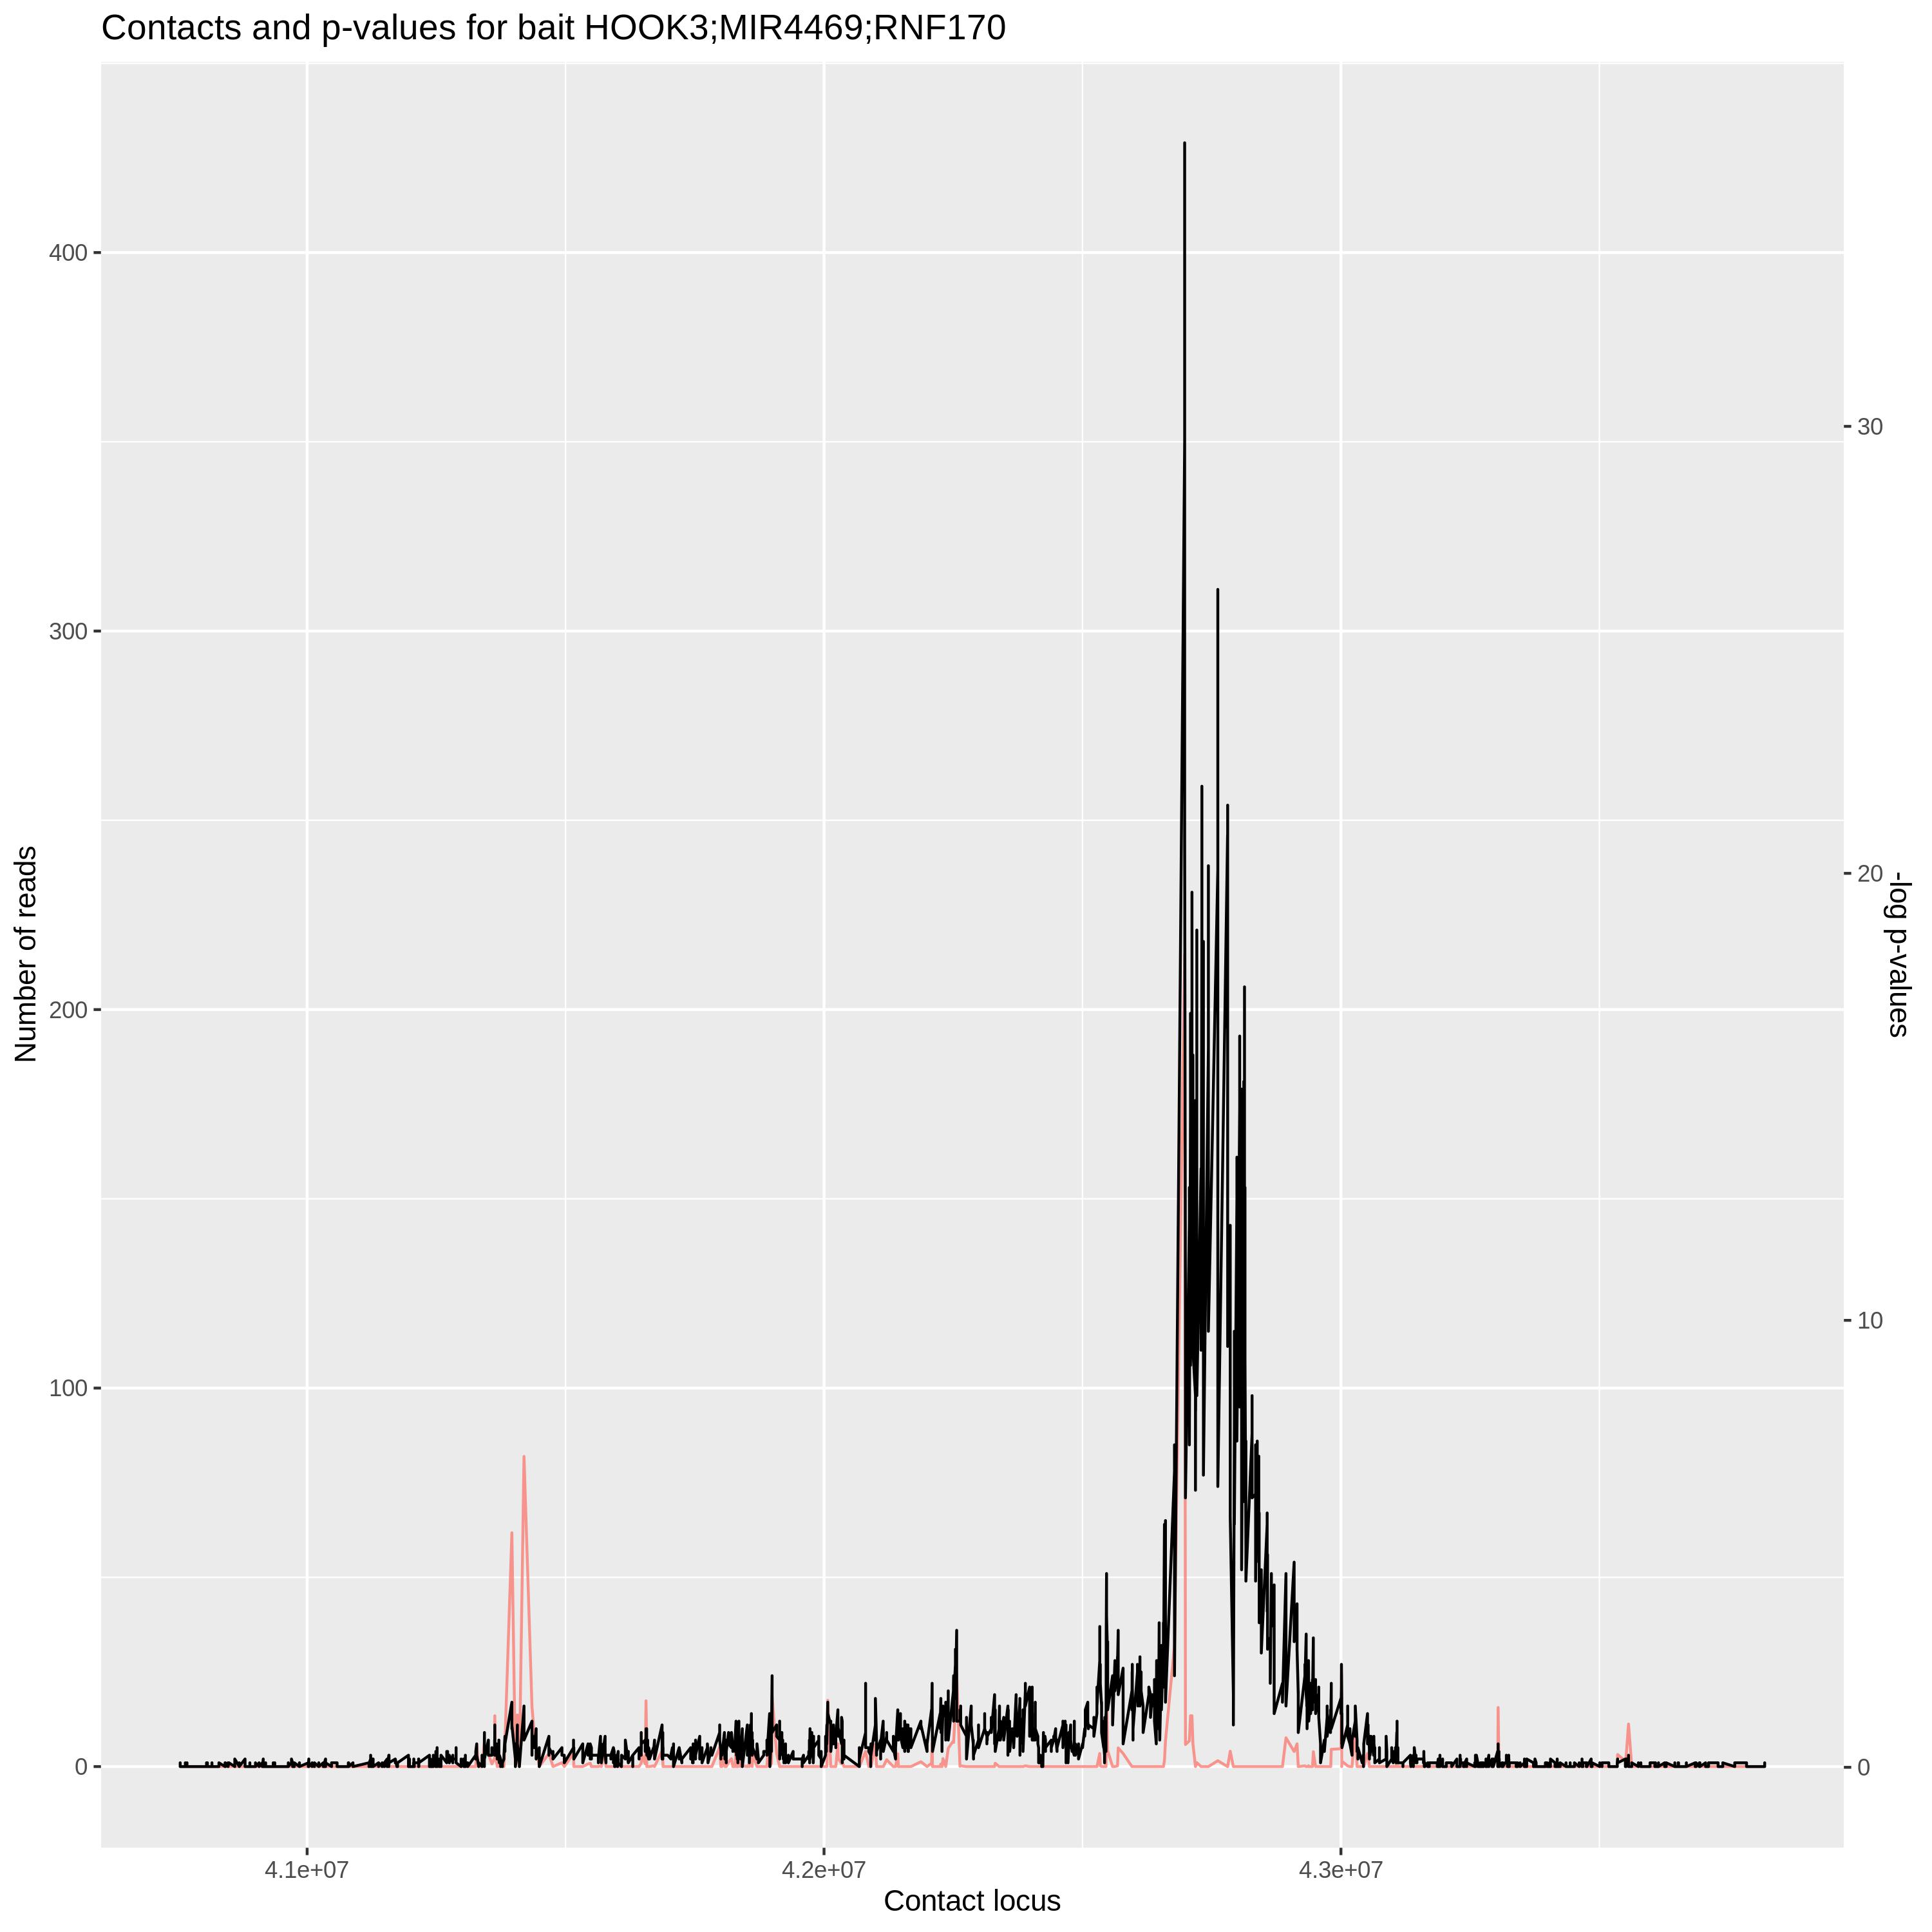 Contacts and p-values for bait HOOK3;MIR4469;RNF170
400
300
200
100
0
Number of reads
30
20
10
0
-log p-values
4.1e+07
4.2e+07
4.3e+07
Contact locus